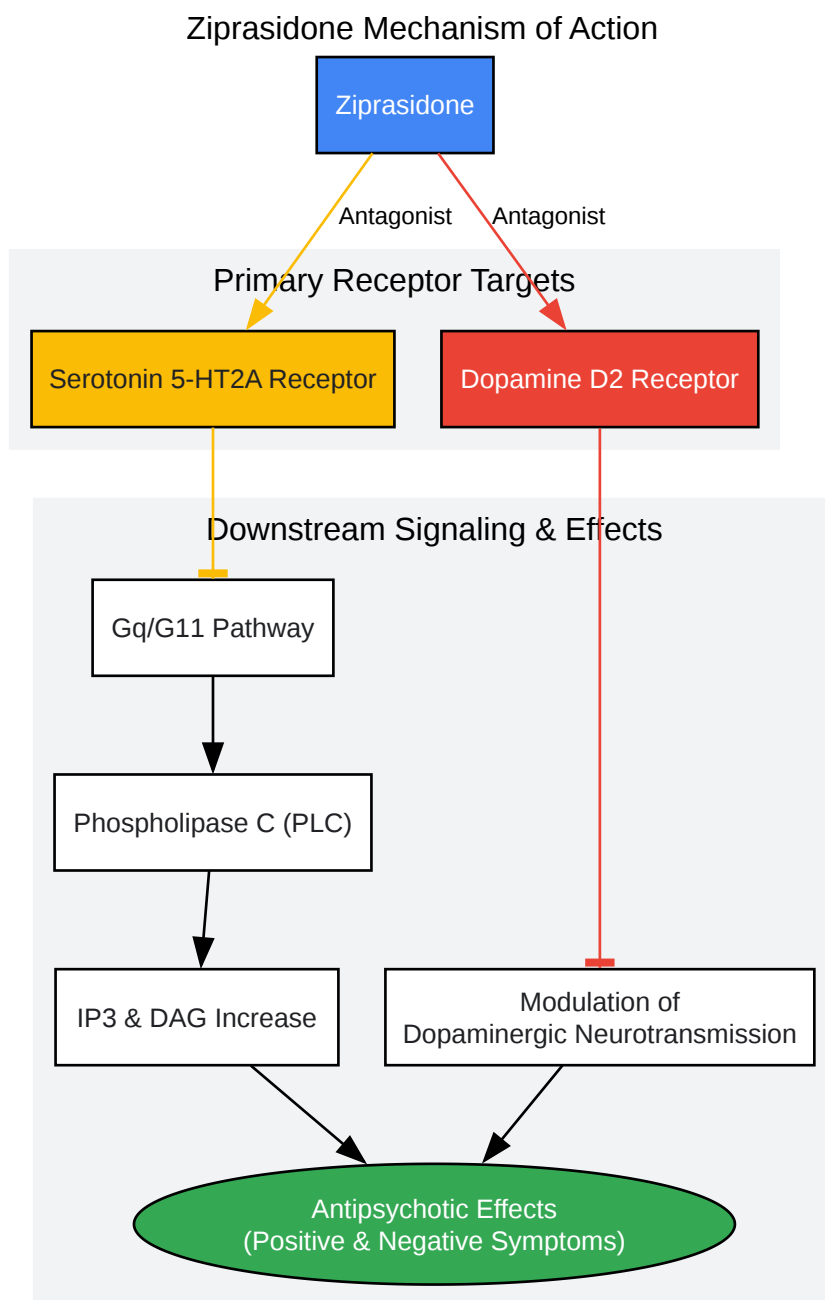 Ziprasidone Mechanism of Action
Ziprasidone
Antagonist
Antagonist
Primary Receptor Targets
Serotonin 5-HT2A Receptor
Dopamine D2 Receptor
Downstream Signaling & Effects
Gq/G11 Pathway
Phospholipase C (PLC)
IP3 & DAG Increase
Modulation of
Dopaminergic Neurotransmission
Antipsychotic Effects
(Positive & Negative Symptoms)